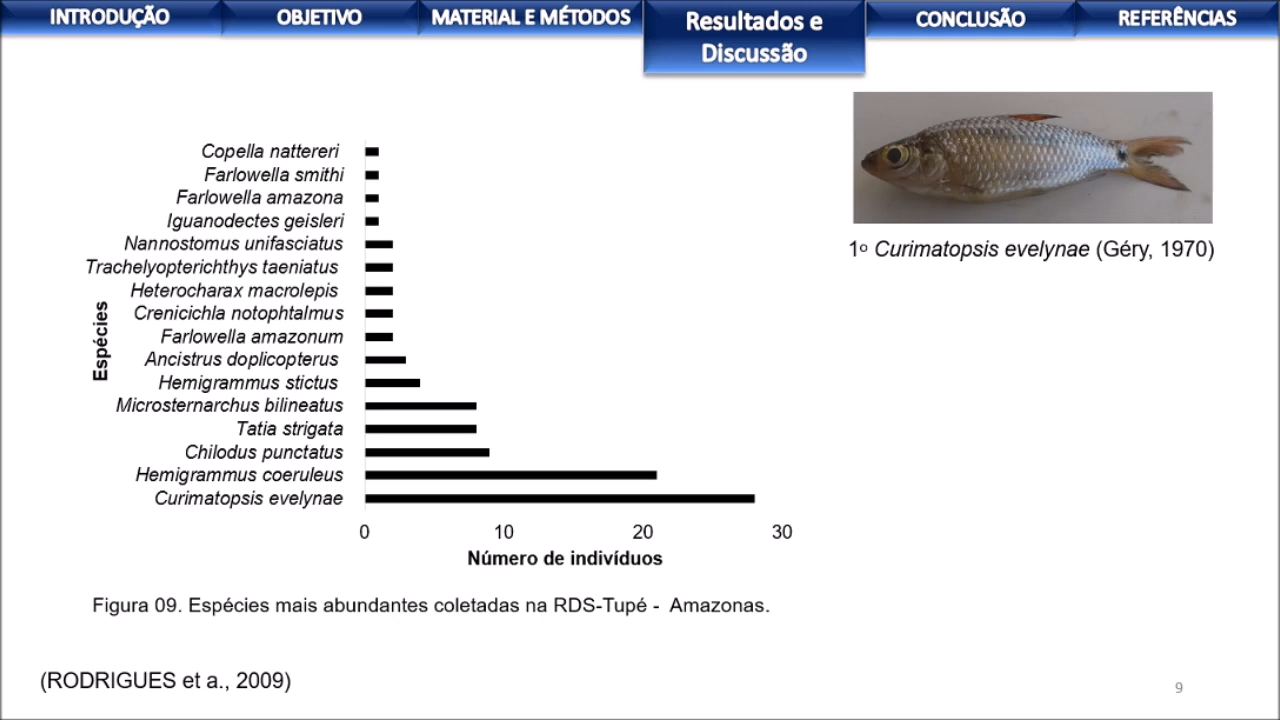 INTRODUÇÃO
OBJETIVO
MATERIAL E MÉTODOS
Resultados e
Discussão
CONCLUSÃO
REFERÊNCIAS
Copella nattereri
Farlowella smithi
Farlowella amazona
Iguanodectes geisleri
Nannostomus unifasciatus
Trachelyopterichthys taeniatus
Heterocharax macrolepis
Crenicichla notophtalmus
Farlowella amazonum
Ancistrus doplicopterus
Hemigrammus stictus
Microsternarchus bilineatus
Tatia strigata
Chilodus punctatus
Hemigrammus coeruleus
Curimatopsis evelynae
Espécies
0 10 20 30
Número de indivíduos
1º Curimatopsis evelynae (Géry, 1970)
Figura 09. Espécies mais abundantes coletadas na RDS-Tupé - Amazonas.
(RODRIGUES et a., 2009)
9